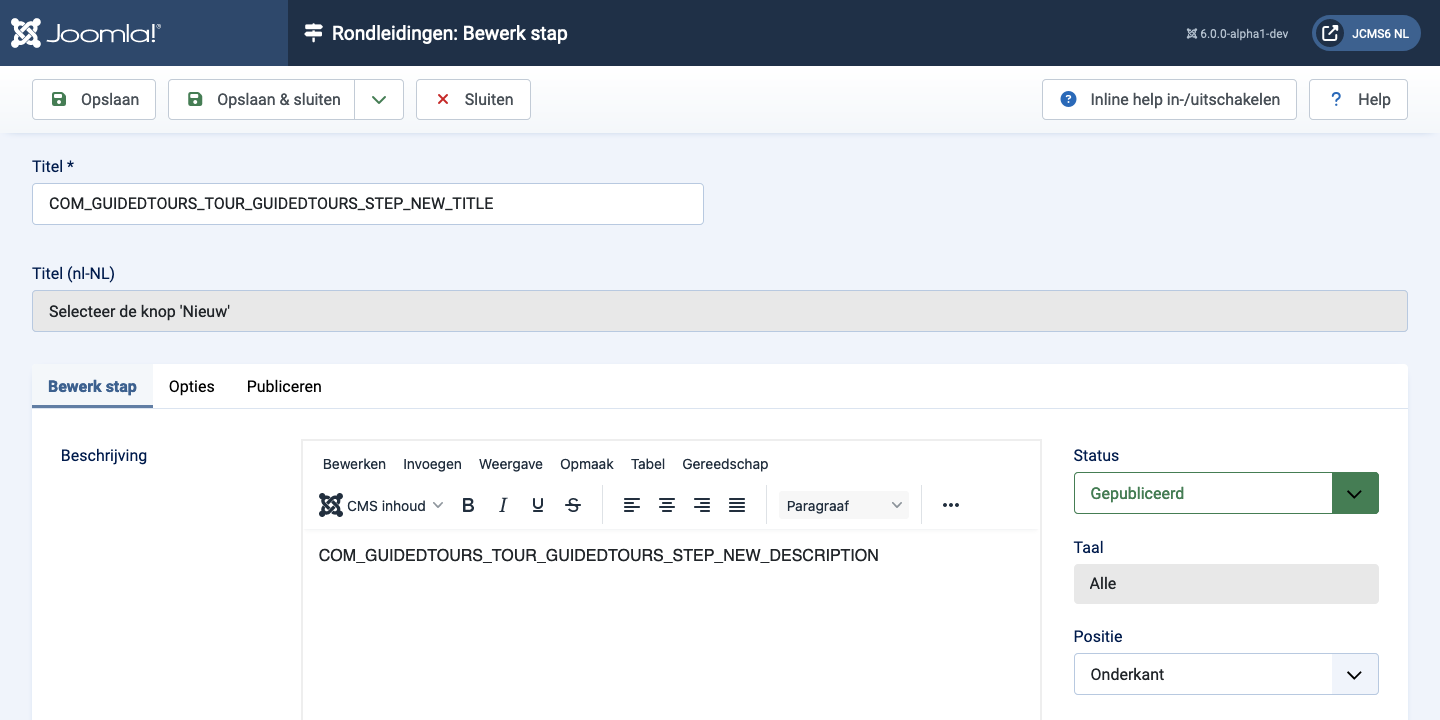 Joomla!®
Rondleidingen: Bewerk stap
6.0.0-alpha1-dev
JCMS6 NL
Opslaan
Opslaan & sluiten
Sluiten
Inline help in-/uitschakelen
? Help
Titel *
COM_GUIDEDTOURS_TOUR_GUIDEDTOURS_STEP_NEW_TITLE
Titel (nl-NL)
Selecteer de knop 'Nieuw'
Bewerk stap Opties Publiceren
Beschrijving
Bewerken Invoegen Weergave Opmaak Tabel Gereedschap
CMS inhoud B I U S Paragraaf
COM_GUIDEDTOURS_TOUR_GUIDEDTOURS_STEP_NEW_DESCRIPTION
Status
Gepubliceerd
Taal
Alle
Positie
Onderkant